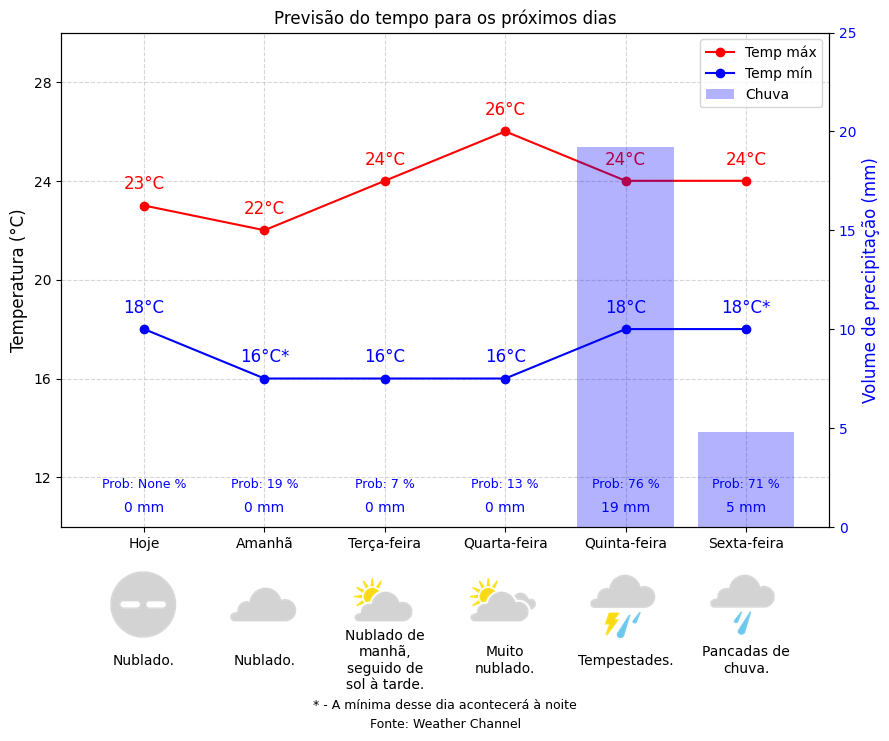 Previsão do tempo para os próximos dias
Temp máx
Temp mín
Chuva
Temperatura (°C)
Volume de precipitação (mm)
28
24
20
16
12
25
20
15
10
5
0
23°C
22°C
24°C
26°C
24°C
24°C
18°C
16°C*
16°C
16°C
18°C
18°C*
Prob: None %
Prob: 19 %
Prob: 7 %
Prob: 13 %
Prob: 76 %
Prob: 71 %
0 mm
0 mm
0 mm
0 mm
19 mm
5 mm
Hoje
Amanhã
Terça-feira
Quarta-feira
Quinta-feira
Sexta-feira
Nublado.
Nublado.
Nublado de
manhã,
seguido de
sol à tarde.
Muito
nublado.
Tempestades.
Pancadas de
chuva.
* - A mínima desse dia acontecerá à noite
Fonte: Weather Channel